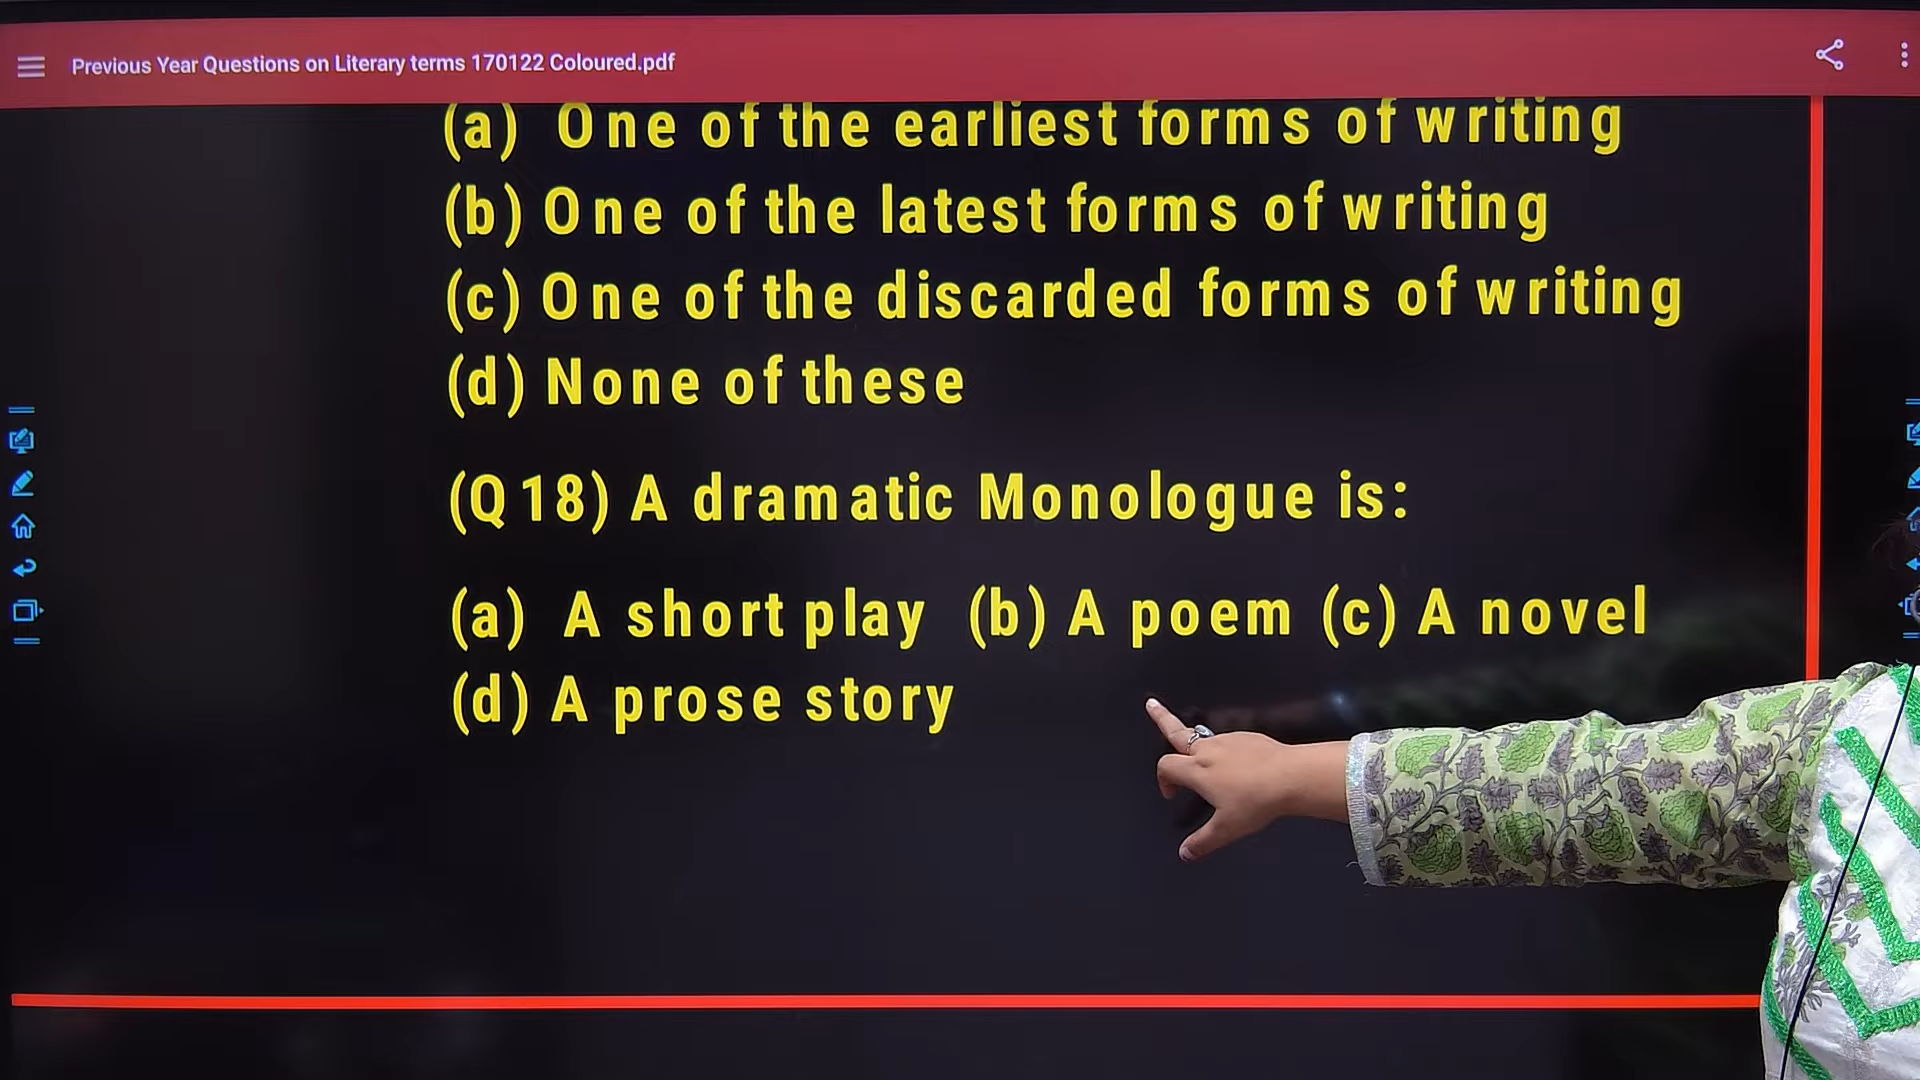 Previous Year Questions on Literary terms 170122 Coloured.pdf
(a) One of the earliest forms of writing
(b) One of the latest forms of writing
(c) One of the discarded forms of writing
(d) None of these
(Q18) A dramatic Monologue is:
(a) A short play (b) A poem (c) A novel
(d) A prose story